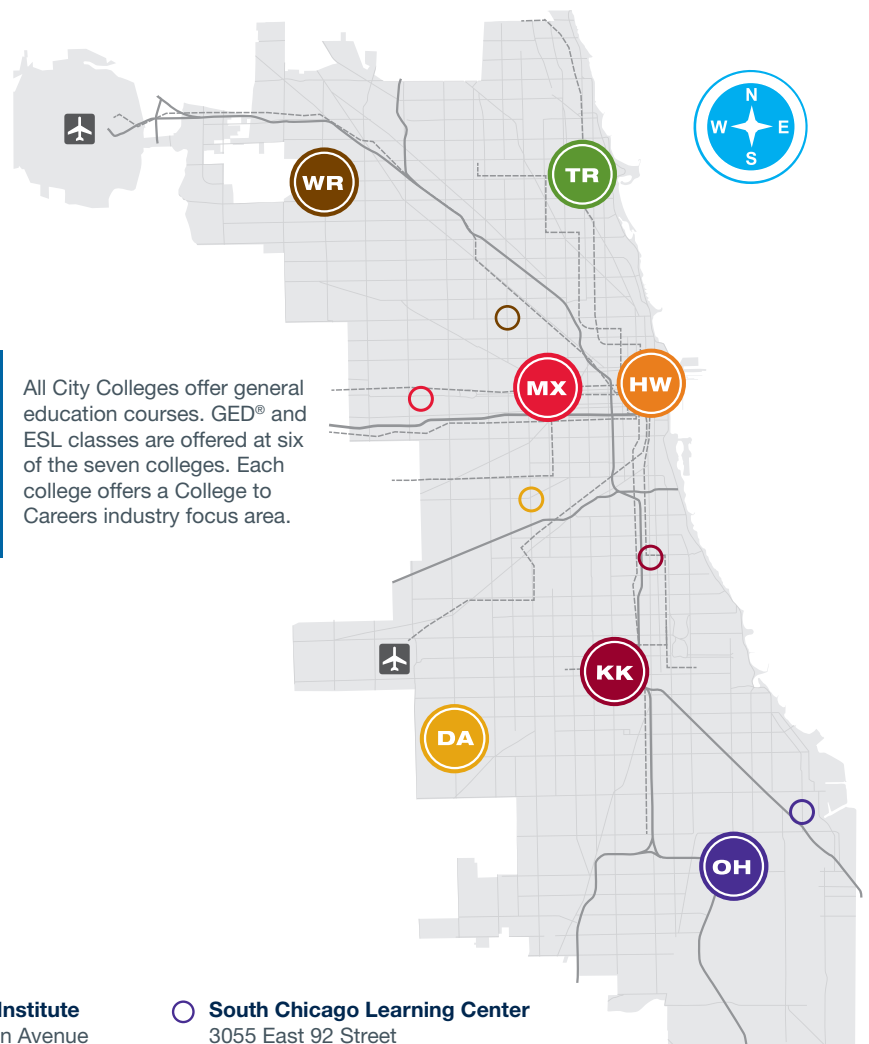 N
W E
S
WR
TR
All City Colleges offer general
education courses. GED® and
ESL classes are offered at six
of the seven colleges. Each
college offers a College to
Careers industry focus area.
MX
HW
KK
DA
OH
Institute
n Avenue
South Chicago Learning Center
3055 East 92 Street